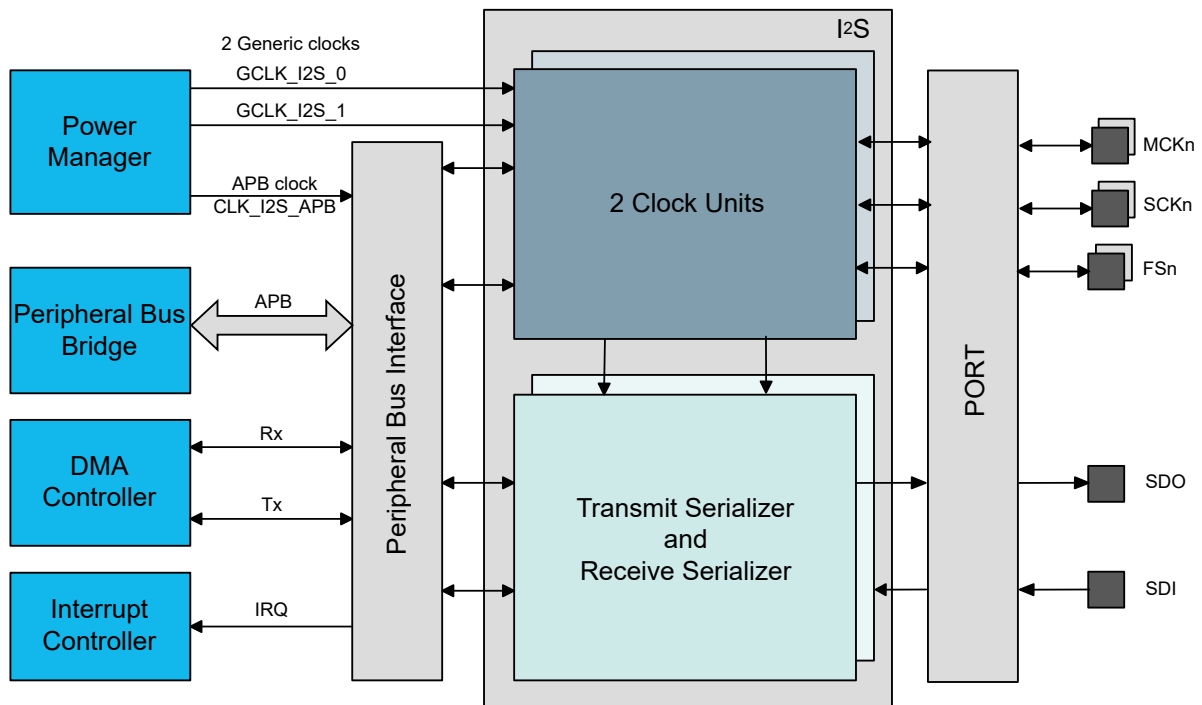 I2S
2 Generic clocks
GCLK_I2S_0
GCLK_I2S_1
Power
Manager
APB clock
CLK_I2S_APB
Peripheral Bus
Bridge
APB
DMA
Controller
Rx
Tx
Interrupt
Controller
IRQ
Peripheral Bus Interface
2 Clock Units
Transmit Serializer
and
Receive Serializer
PORT
MCKn
SCKn
FSn
SDO
SDI